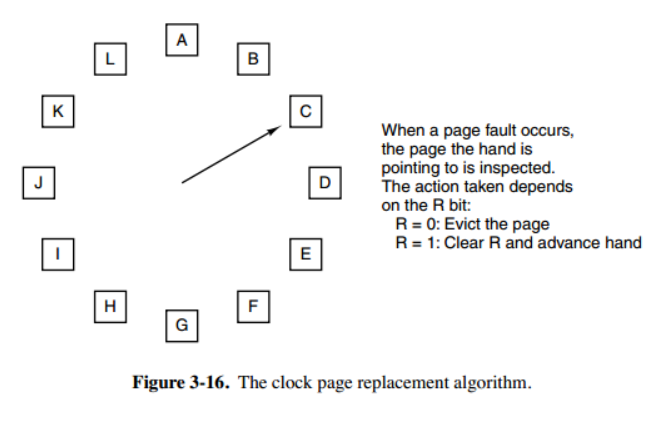 A
L
B
K
C
When a page fault occurs,
the page the hand is
pointing to is inspected.
The action taken depends
on the R bit:
R = 0: Evict the page
R = 1: Clear R and advance hand
J
D
I
E
H
F
G
Figure 3-16. The clock page replacement algorithm.